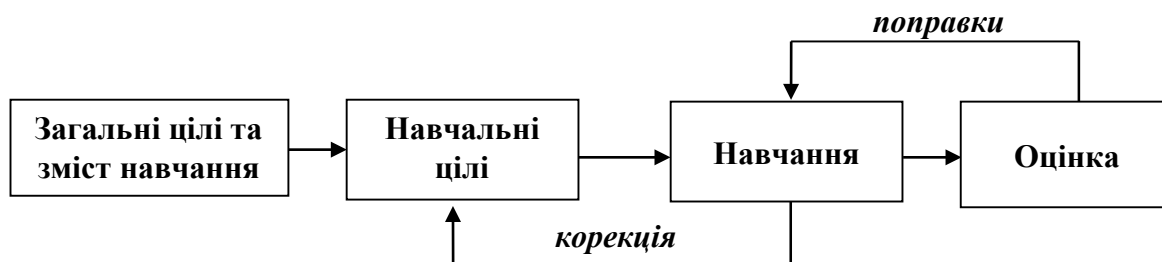 поправки
Загальні цілі та
зміст навчання
Навчальні
цілі
Навчання
Оцінка
корекція